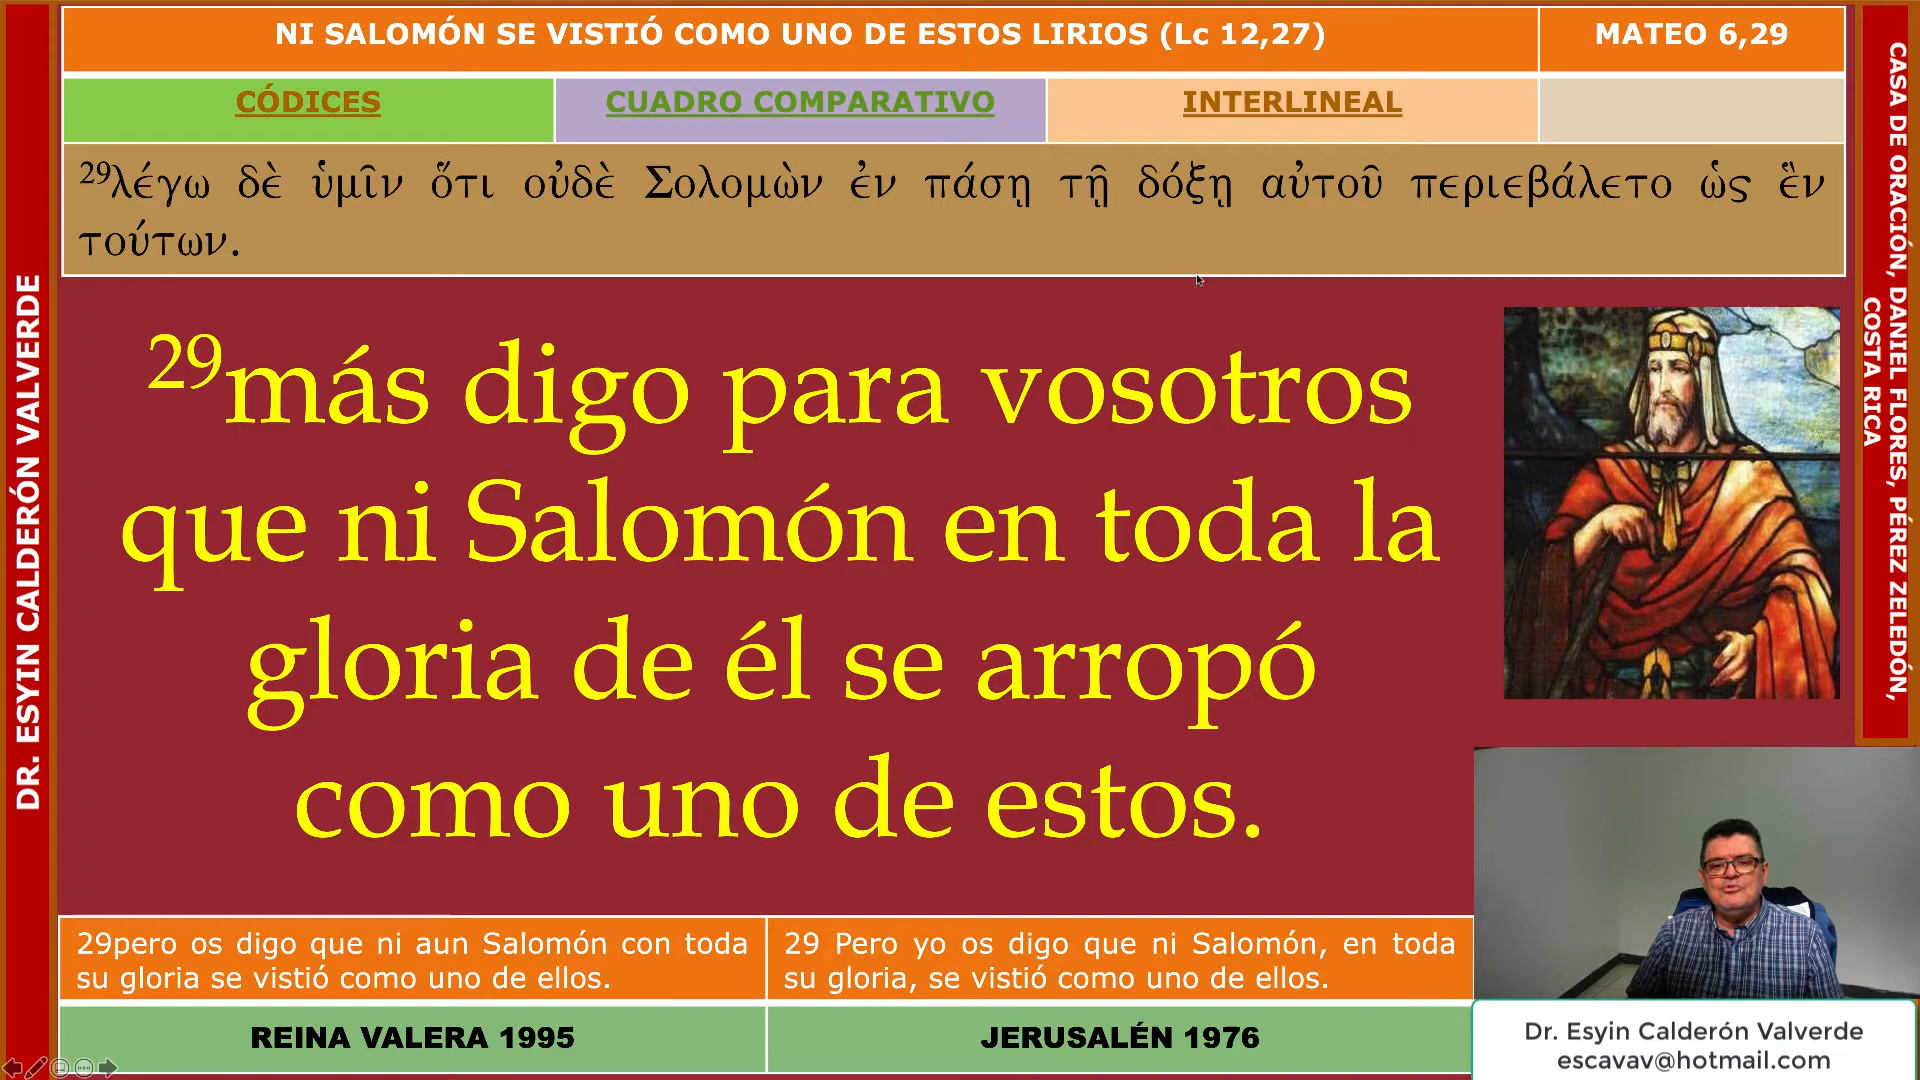 NI SALOMÓN SE VISTIÓ COMO UNO DE ESTOS LIRIOS (Lc 12,27)
MATEO 6,29
CÓDICES
CUADRO COMPARATIVO
INTERLINEAL
29λέγω δὲ ὑμῖν ὅτι οὐδὲ Σολομὼν ἐν πάσῃ τῇ δόξῃ αὐτοῦ περιεβάλετο ὡς ἓν
τούτων.
29más digo para vosotros
que ni Salomón en toda la
gloria de él se arropó
como uno de estos.
29pero os digo que ni aun Salomón con toda
su gloria se vistió como uno de ellos.
29 Pero yo os digo que ni Salomón, en toda
su gloria, se vistió como uno de ellos.
REINA VALERA 1995
JERUSALÉN 1976
DR. ESYIN CALDERÓN VALVERDE
CASA DE ORACIÓN, DANIEL FLORES, PÉREZ ZELEDÓN,
COSTA RICA
Dr. Esyin Calderón Valverde
escavav@hotmail.com